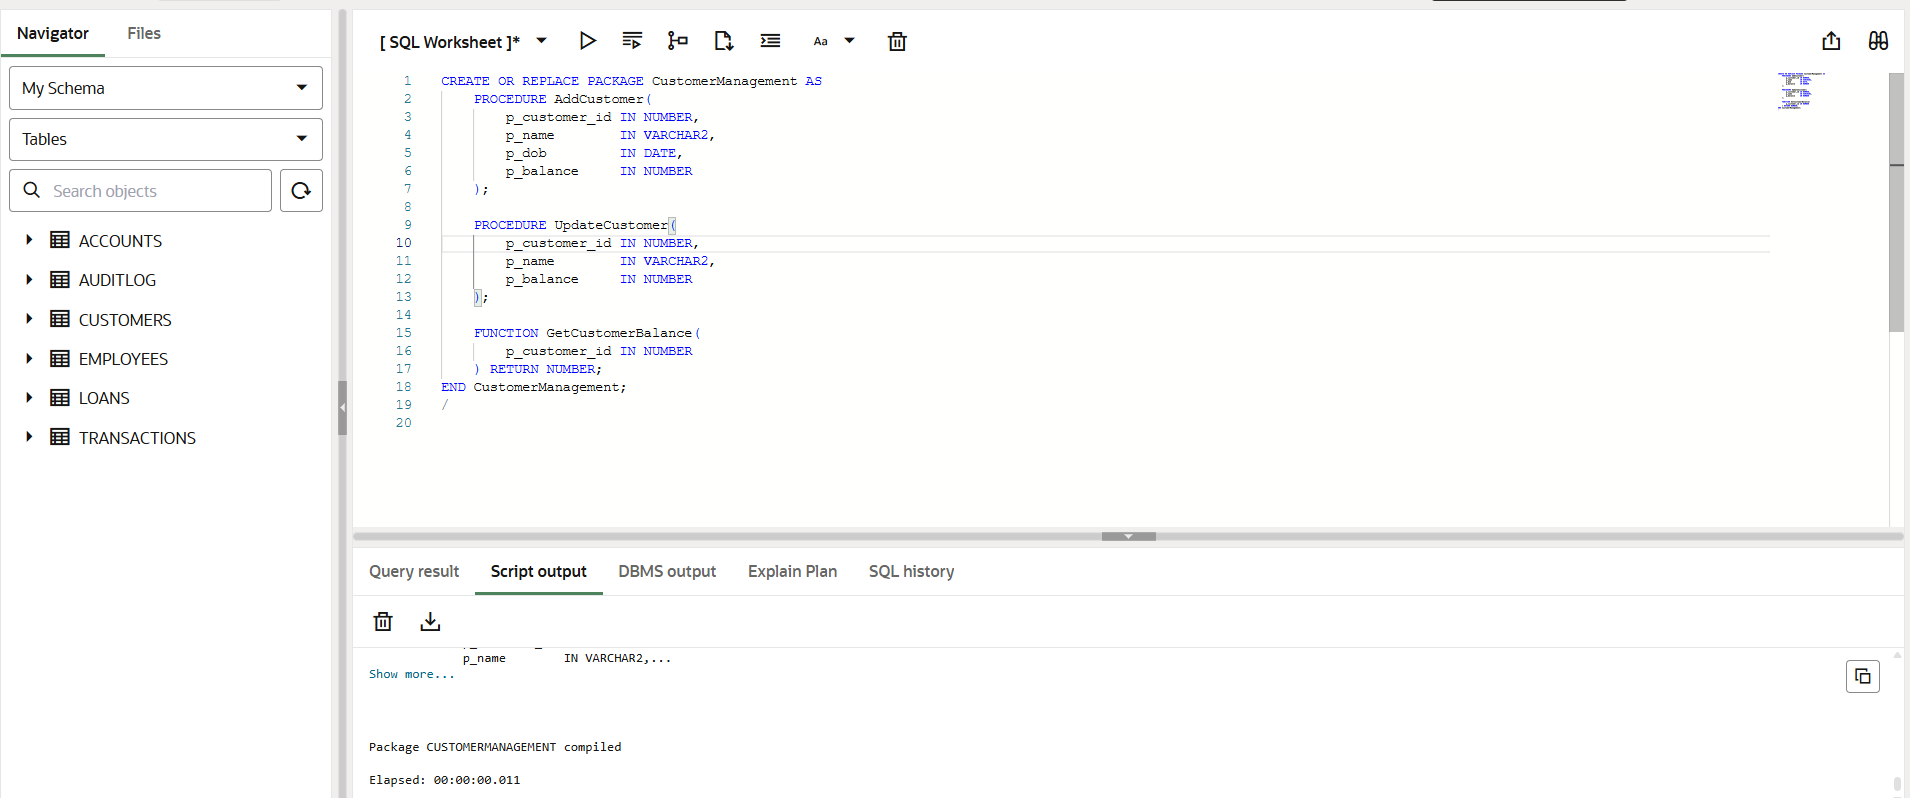 Navigator Files
My Schema
Tables
Search objects
ACCOUNTS
AUDITLOG
CUSTOMERS
EMPLOYEES
LOANS
TRANSACTIONS
[ SQL Worksheet ]* Aa
1 CREATE OR REPLACE PACKAGE CustomerManagement AS
2 PROCEDURE AddCustomer(
3 p_customer_id IN NUMBER,
4 p_name IN VARCHAR2,
5 p_dob IN DATE,
6 p_balance IN NUMBER
7 );
8
9 PROCEDURE UpdateCustomer(
10 p_customer_id IN NUMBER,
11 p_name IN VARCHAR2,
12 p_balance IN NUMBER
13 );
14
15 FUNCTION GetCustomerBalance(
16 p_customer_id IN NUMBER
17 ) RETURN NUMBER;
18 END CustomerManagement;
19 /
20
Query result Script output DBMS output Explain Plan SQL history
p_name IN VARCHAR2,...
Show more...
Package CUSTOMERMANAGEMENT compiled
Elapsed: 00:00:00.011